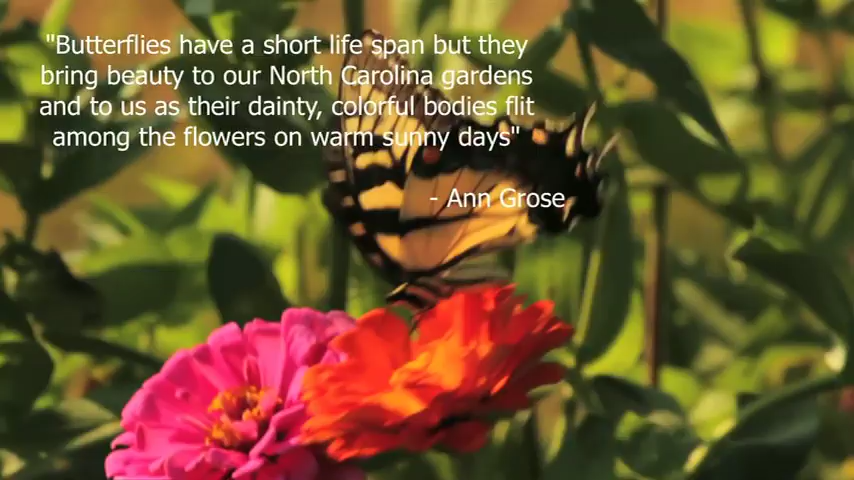 "Butterflies have a short life span but they
bring beauty to our North Carolina gardens
and to us as their dainty, colorful bodies flit
among the flowers on warm sunny days"
- Ann Grose